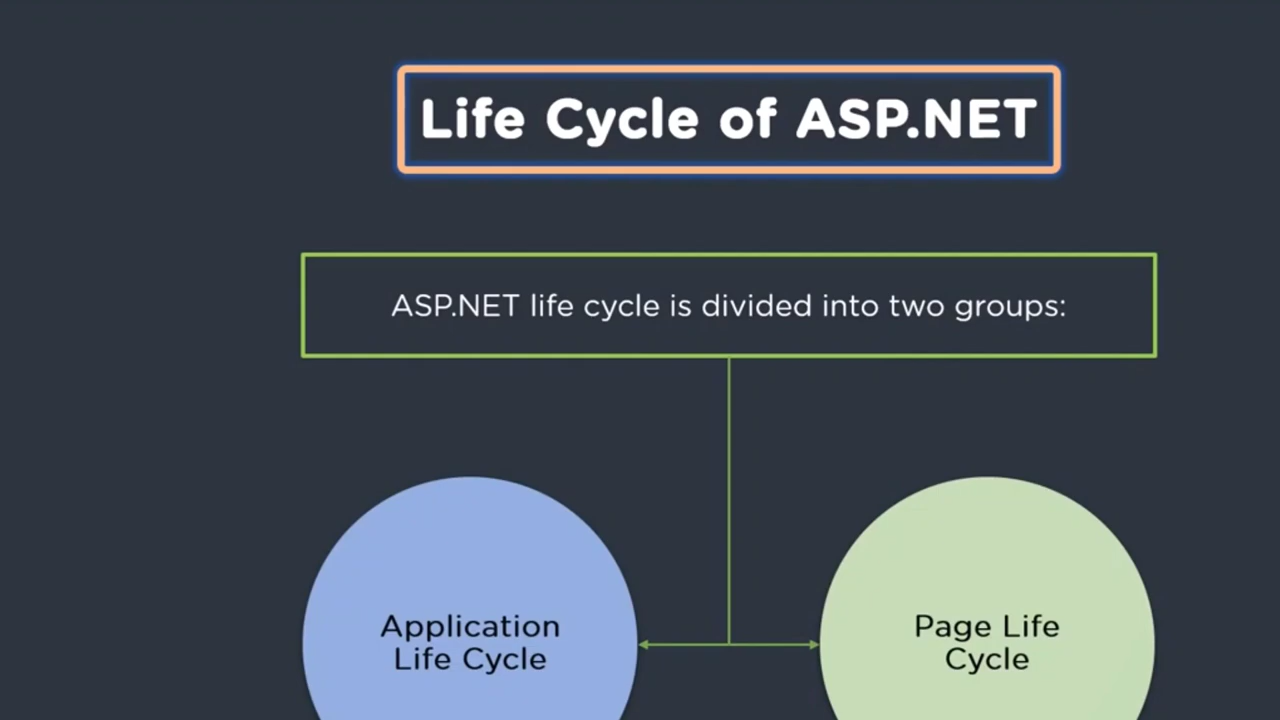 Life Cycle of ASP.NET
ASP.NET life cycle is divided into two groups:
Application
Life Cycle
Page Life
Cycle